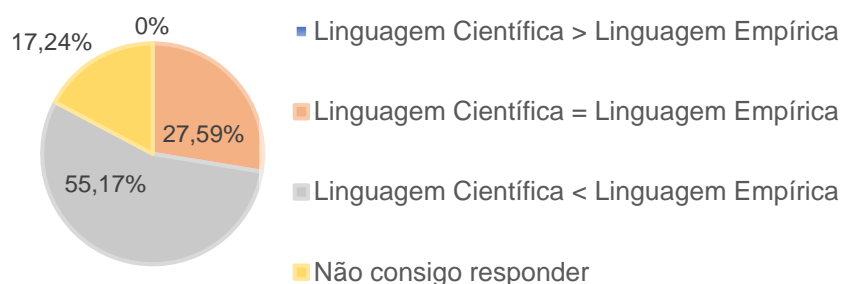 0%
17,24%
27,59%
55,17%
Linguagem Científica > Linguagem Empírica
Linguagem Científica = Linguagem Empírica
Linguagem Científica < Linguagem Empírica
Não consigo responder